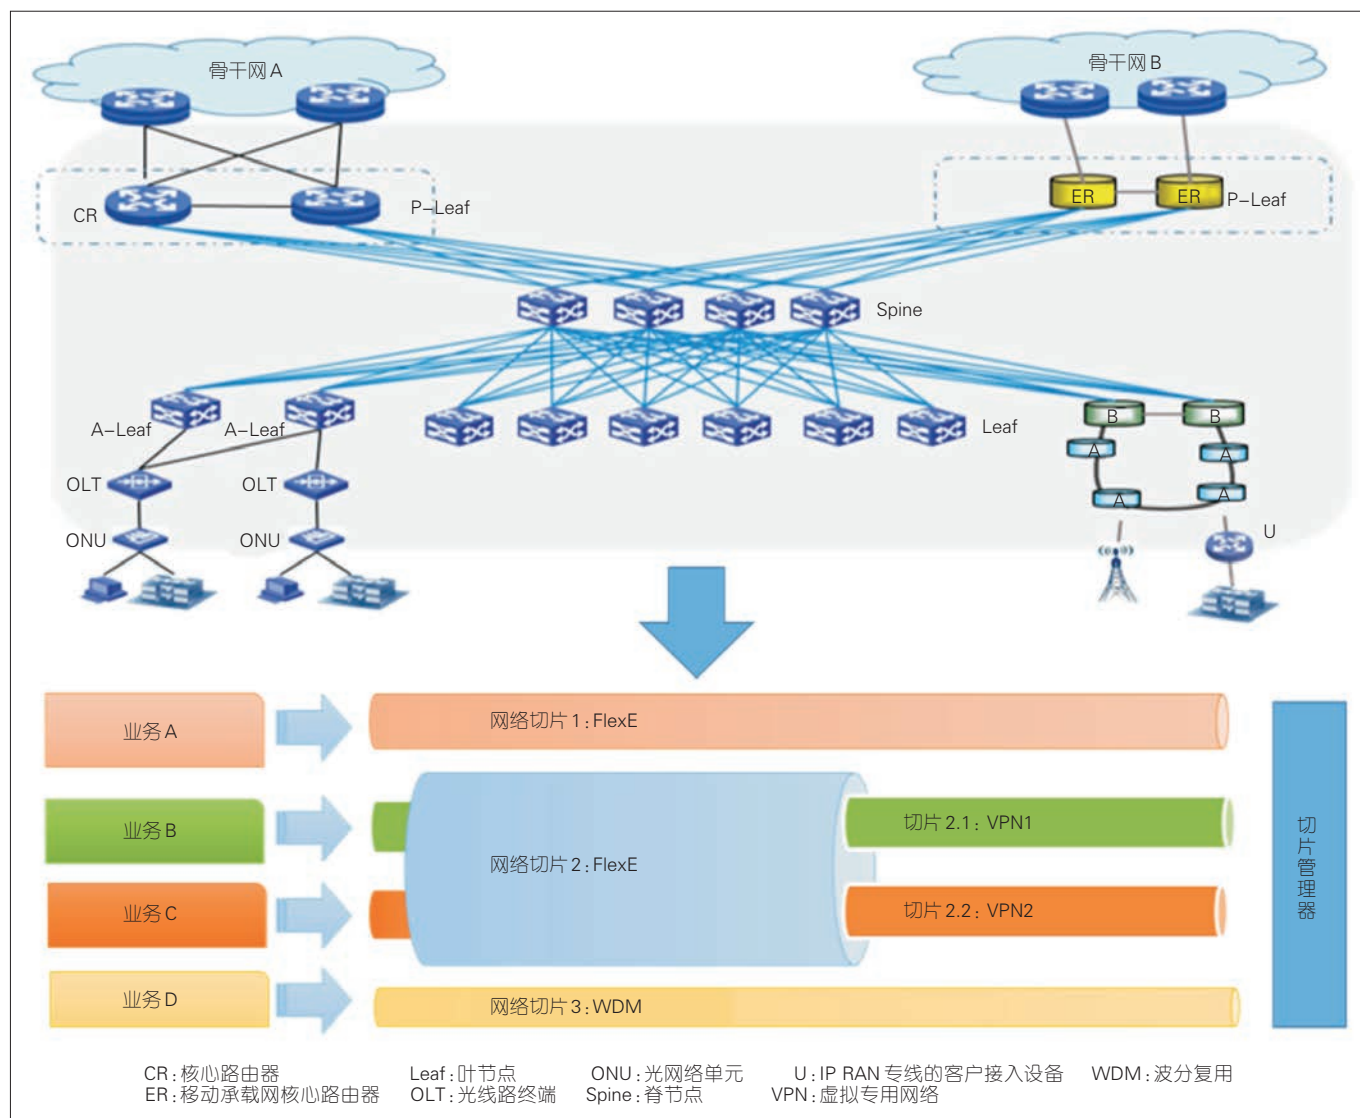 骨干网A
骨干网B
CR
P-Leaf
ER
ER
P-Leaf
Spine
A-Leaf
A-Leaf
Leaf
B
B
A
A
A
A
OLT
OLT
ONU
ONU
U
业务A
网络切片1:FlexE
业务B
网络切片2:FlexE
切片2.1:VPN1
业务C
切片2.2:VPN2
业务D
网络切片3:WDM
切片管理器
CR:核心路由器 Leaf:叶节点 ONU:光网络单元 U:IP RAN专线的客户接入设备 WDM:波分复用
ER:移动承载网核心路由器 OLT:光线路终端 Spine:脊节点 VPN:虚拟专用网络